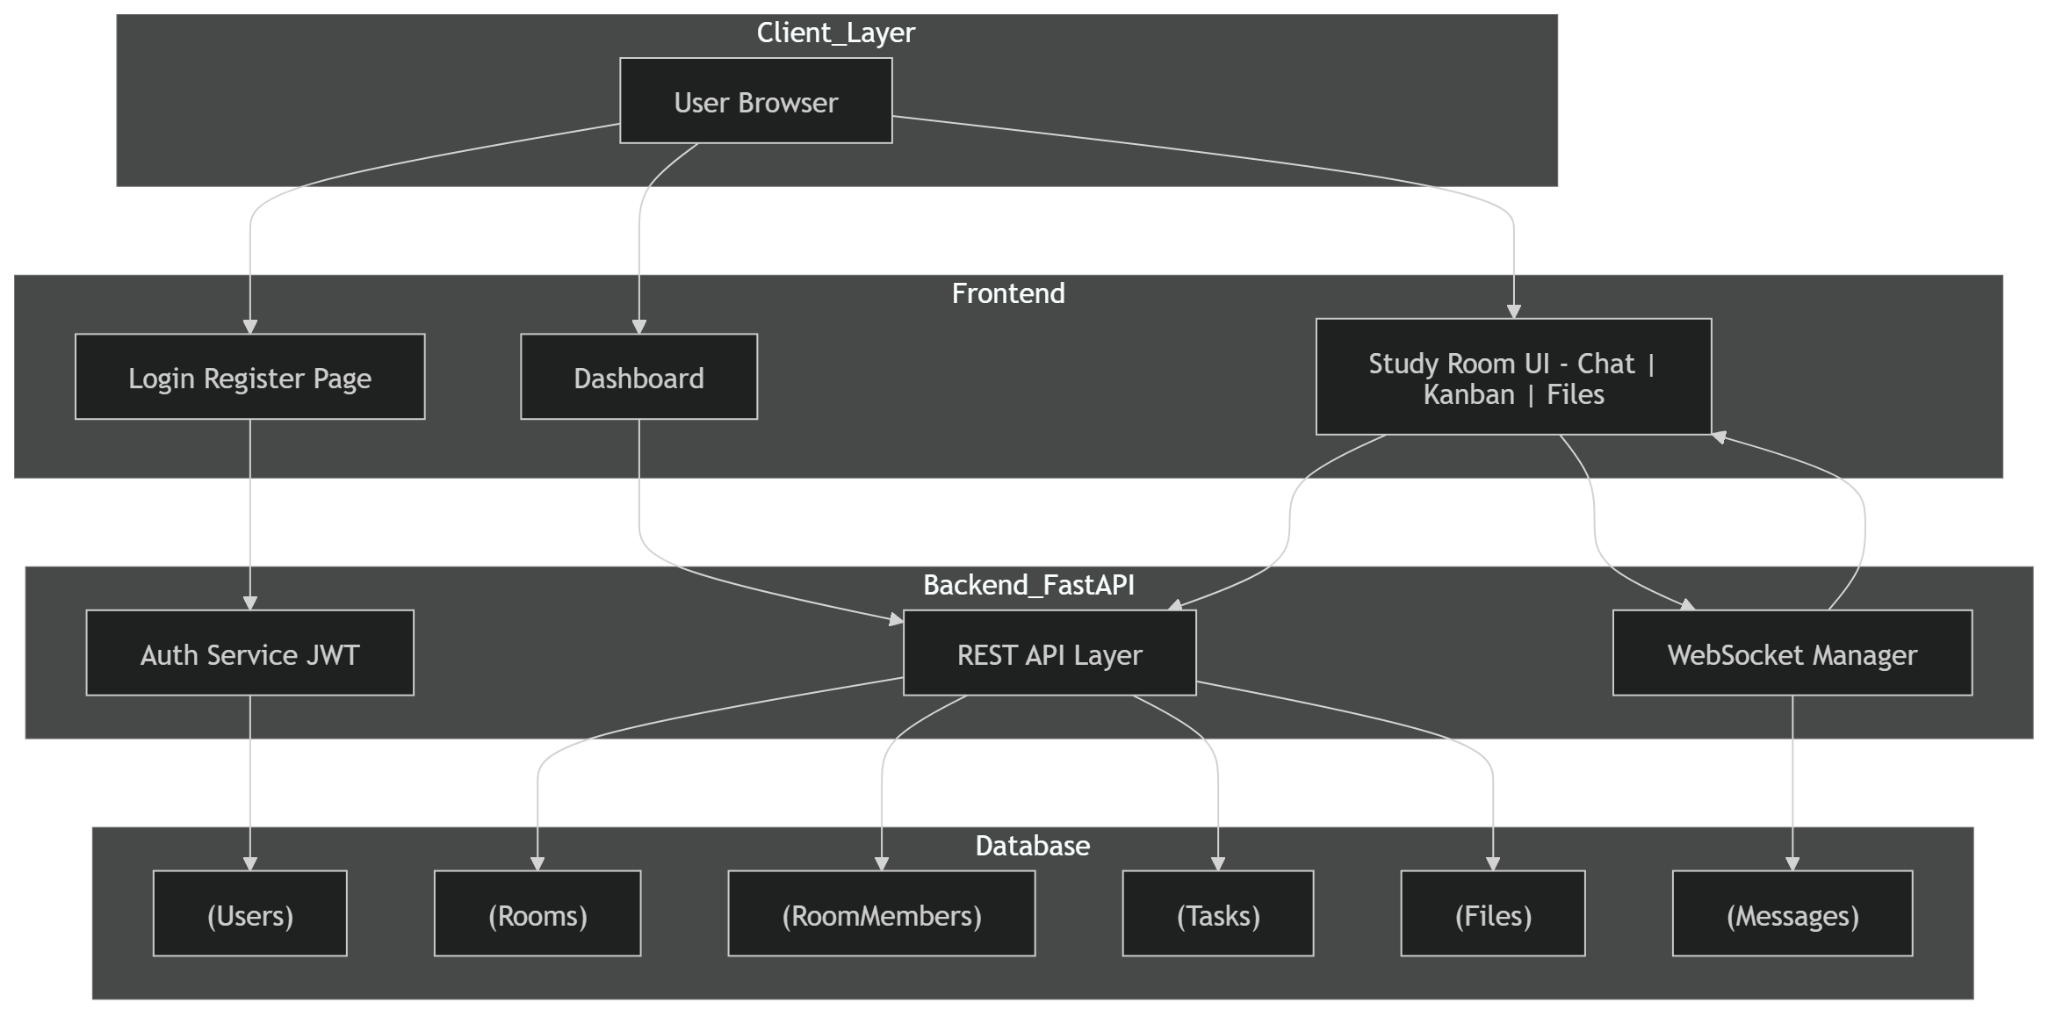 Client_Layer
User Browser
Frontend
Login Register Page
Dashboard
Study Room UI - Chat |
Kanban | Files
Backend_FastAPI
Auth Service JWT
REST API Layer
WebSocket Manager
Database
(Users)
(Rooms)
(RoomMembers)
(Tasks)
(Files)
(Messages)